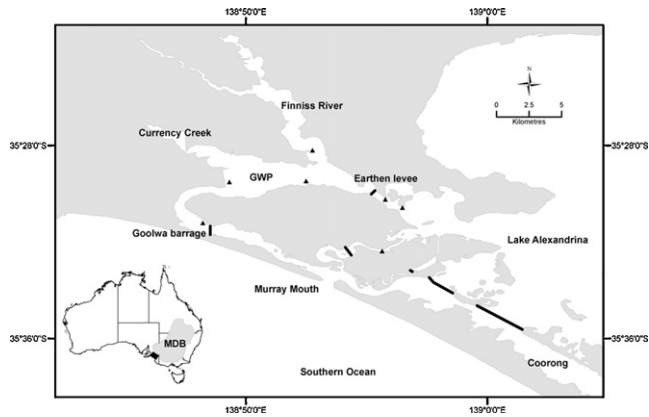 138°50'0"E
139°0'0"E
N
Finniss River
0 2.5 5
Kilometres
Currency Creek
35°28'0"S
35°28'0"S
GWP
Earthen levee
Goolwa barrage
Lake Alexandrina
Murray Mouth
MDB
35°36'0"S
35°36'0"S
Coorong
Southern Ocean
138°50'0"E
139°0'0"E